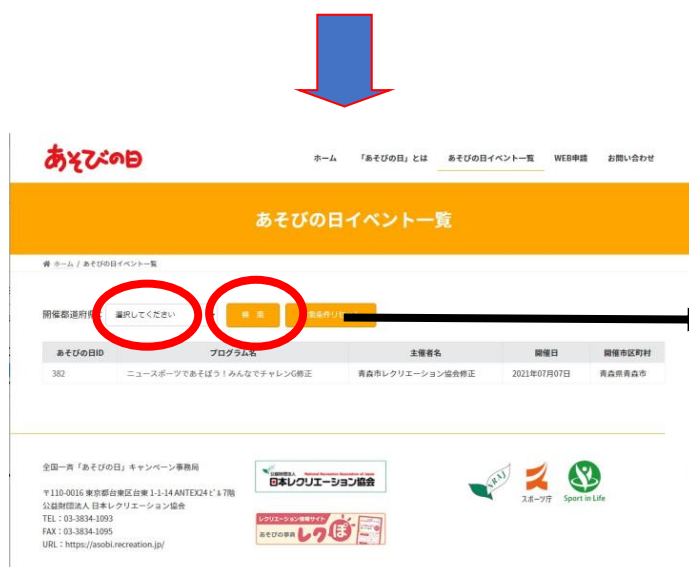 あそびの日
ホーム 「あそびの日」とは あそびの日イベント一覧 WEB申請 お問い合わせ
あそびの日イベント一覧
ホーム / あそびの日イベント一覧
開催都道府県 選択してください 検 索
あそびの日ID プログラム名 主催者名 開催日 開催市区町村
382 ニュースポーツであそぼう!みんなでチャレンG修正 青森市レクリエーション協会修正 2021年07月07日 青森県青森市
全国一斉「あそびの日」キャンペーン事務局
〒110-0016 東京都台東区台東 1-1-14 ANTEX24ビル7階
公益財団法人 日本レクリエーション協会
TEL:03-3834-1093
FAX:03-3834-1095
URL:https://asobi.recreation.jp/
公益財団法人 National Recreation Association of Japan
日本レクリエーション協会
レクリエーション情報サイト
あそびの事典 レクぽ
NRAJ
スポーツ庁
Sport in Life